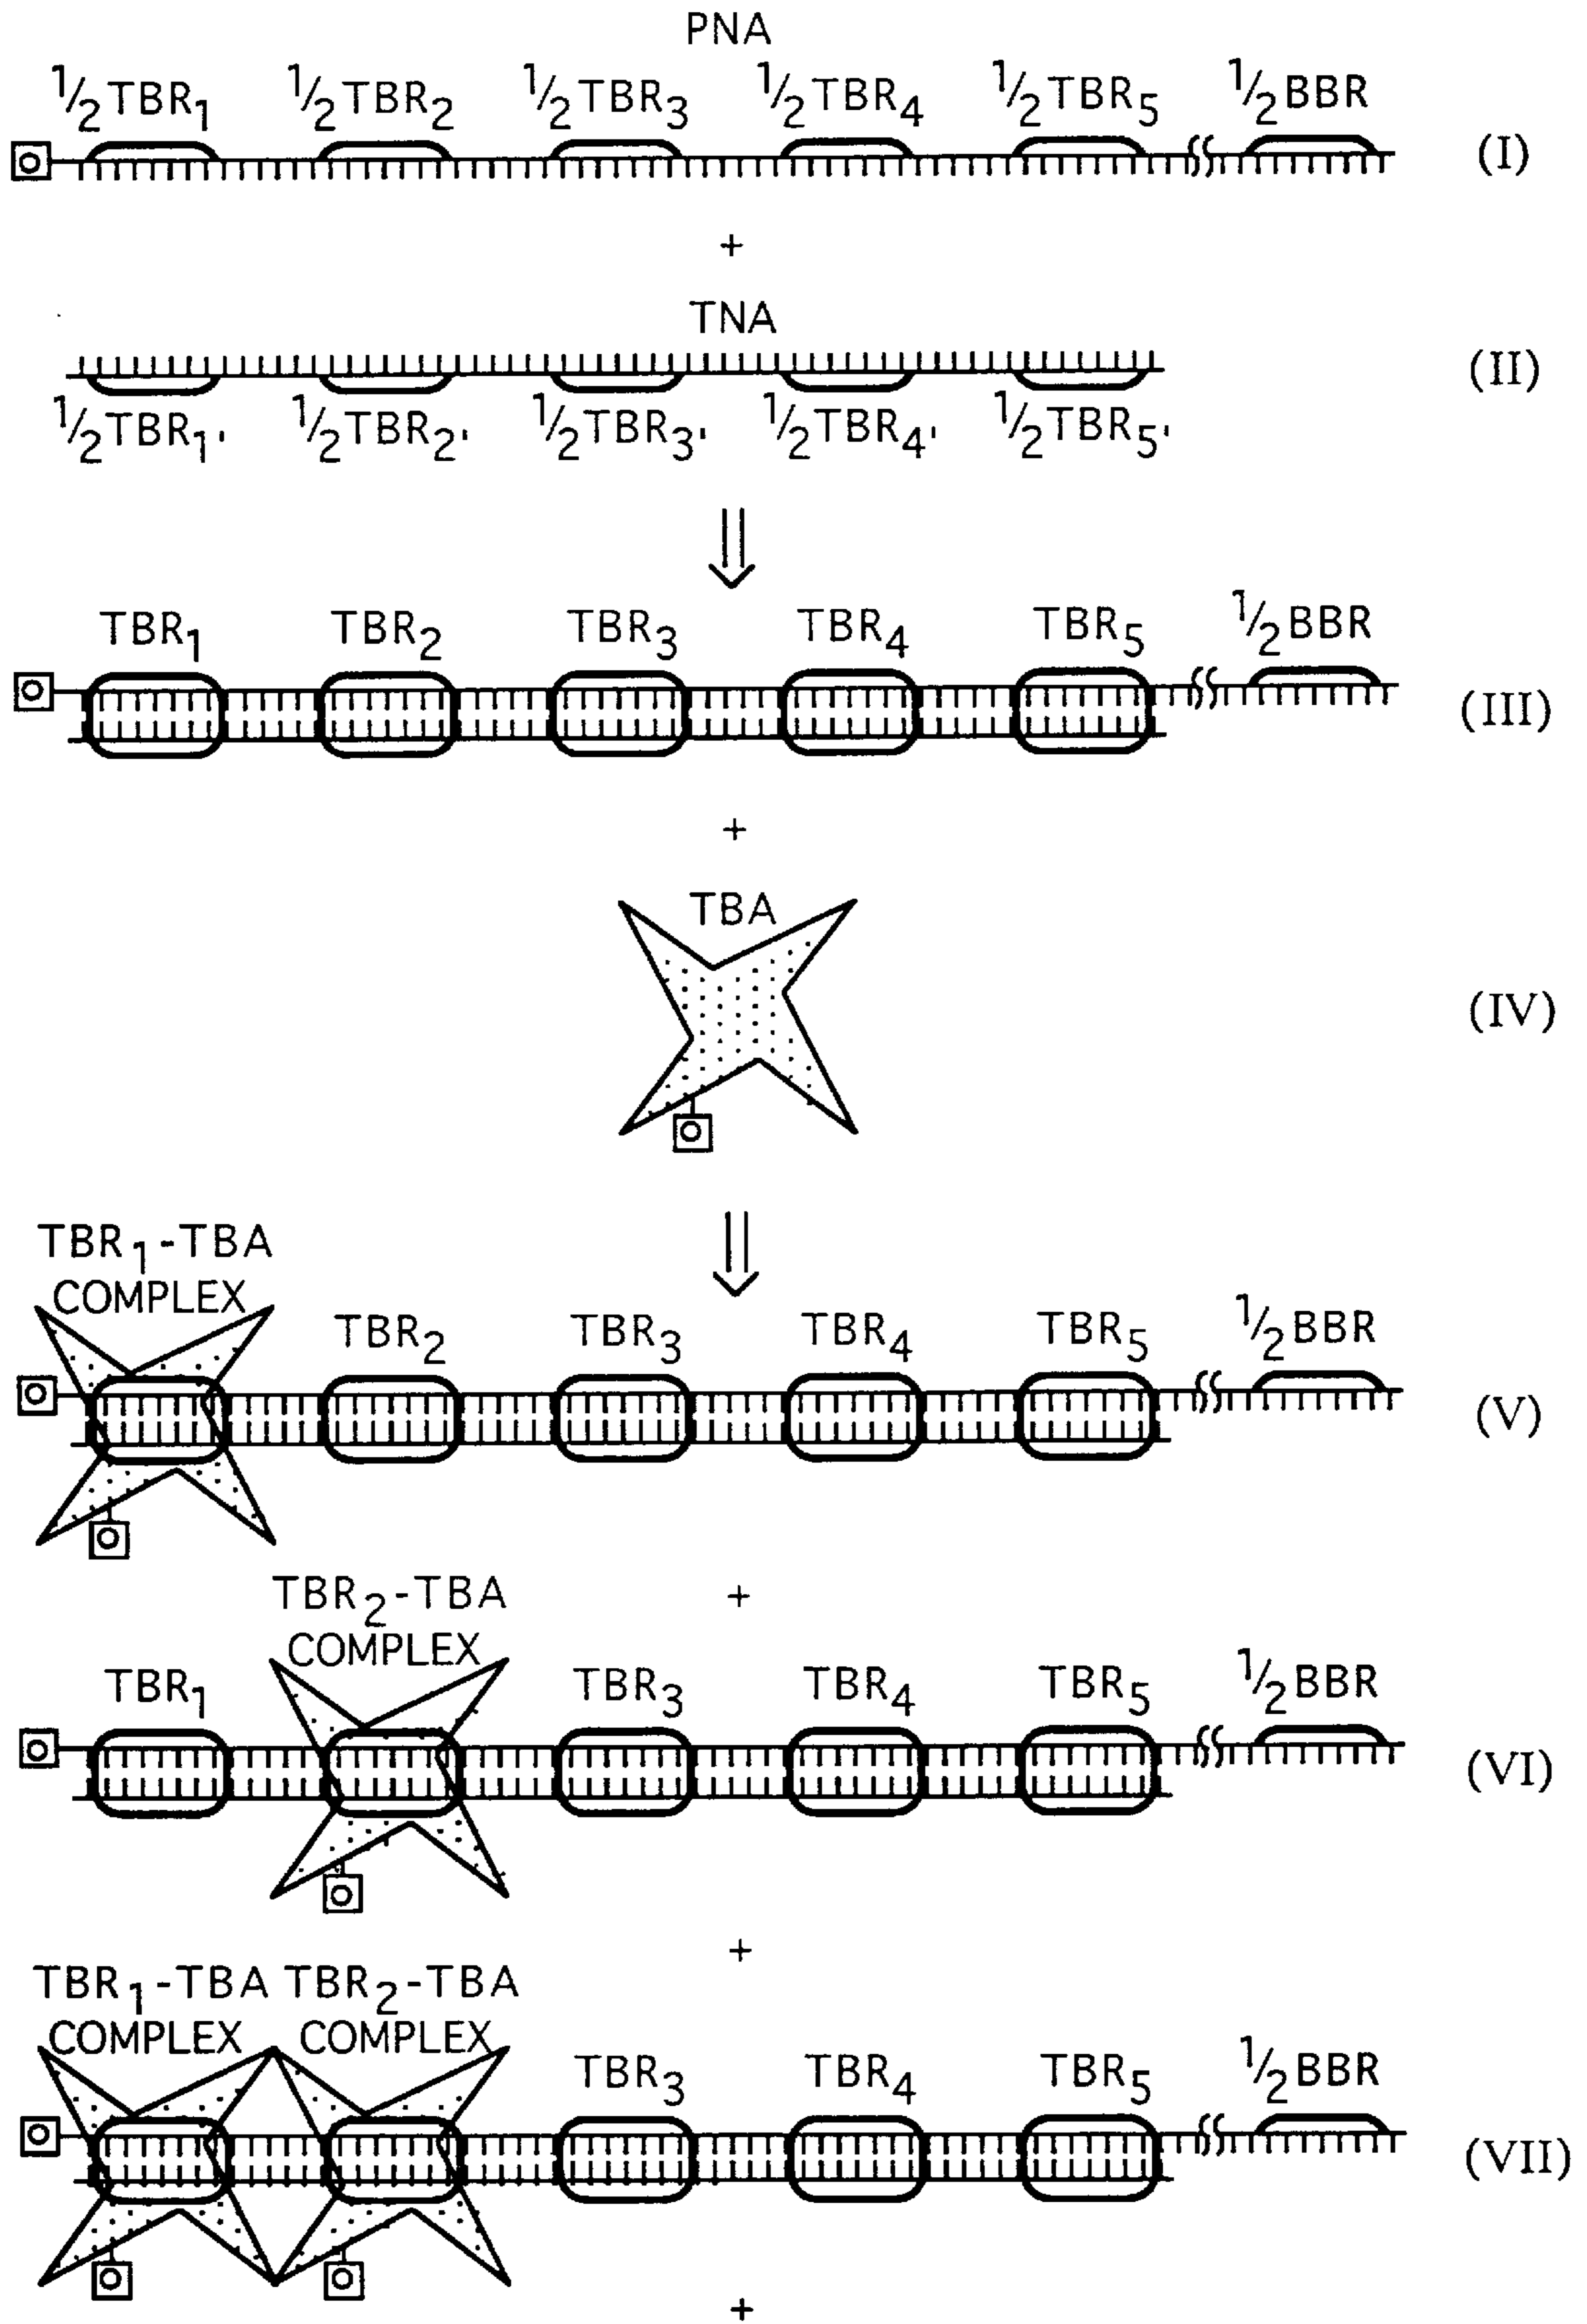 PNA
½TBR₁ ½TBR₂ ½TBR₃ ½TBR₄ ½TBR₅ ½BBR
(I)
+
TNA
(II)
½TBR₁' ½TBR₂' ½TBR₃' ½TBR₄' ½TBR₅'
TBR₁ TBR₂ TBR₃ TBR₄ TBR₅ ½BBR
(III)
+
TBA
(IV)
TBR₁-TBA
COMPLEX
TBR₂ TBR₃ TBR₄ TBR₅ ½BBR
(V)
+
TBR₂-TBA
COMPLEX
TBR₁ TBR₃ TBR₄ TBR₅ ½BBR
(VI)
+
TBR₁-TBA TBR₂-TBA
COMPLEX COMPLEX
TBR₃ TBR₄ TBR₅ ½BBR
(VII)
+